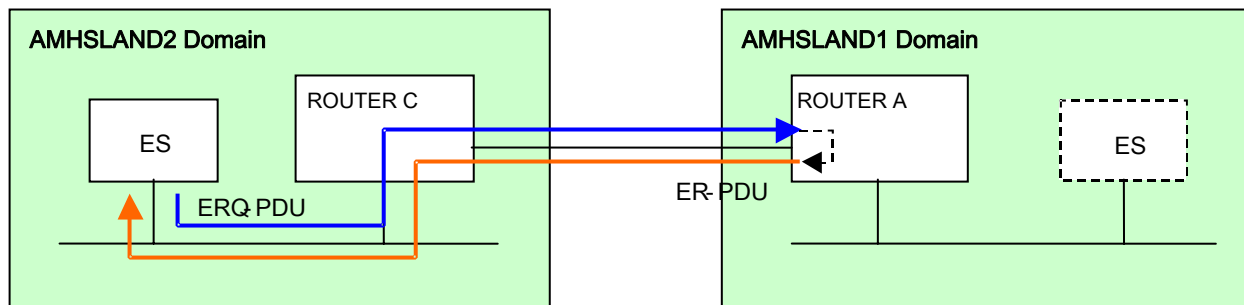 AMHSLAND2 Domain
AMHSLAND1 Domain
ROUTER C
ROUTER A
ES
ES
ERQ-PDU
ER-PDU